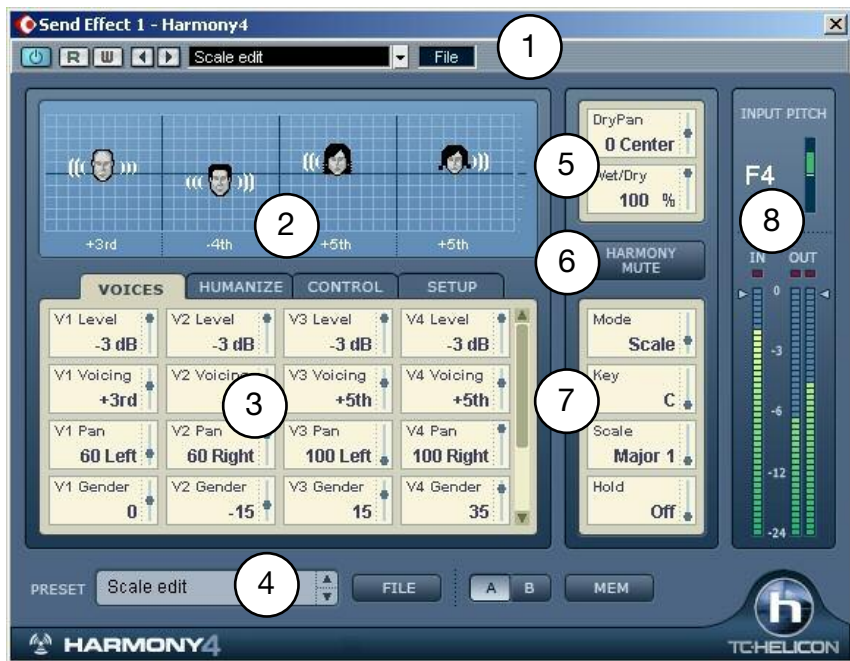 Send Effect 1 - Harmony4
R W Scale edit File
1
+3rd -4th +5th +5th
2
VOICES HUMANIZE CONTROL SETUP
V1 Level V2 Level V3 Level V4 Level
-3 dB -3 dB -3 dB -3 dB
V1 Voicing V2 Voicing V3 Voicing V4 Voicing
+3rd +5th +5th
3
V1 Pan V2 Pan V3 Pan V4 Pan
60 Left 60 Right 100 Left 100 Right
V1 Gender V2 Gender V3 Gender V4 Gender
0 -15 15 35
DryPan
0 Center
5
Wet/Dry
100 %
6
HARMONY
MUTE
Mode
Scale
7
Key
C
Scale
Major 1
Hold
Off
INPUT PITCH
F4
8
IN OUT
0
-3
-6
-12
-24
PRESET Scale edit 4 FILE A B MEM
HARMONY4
h
TC·HELICON